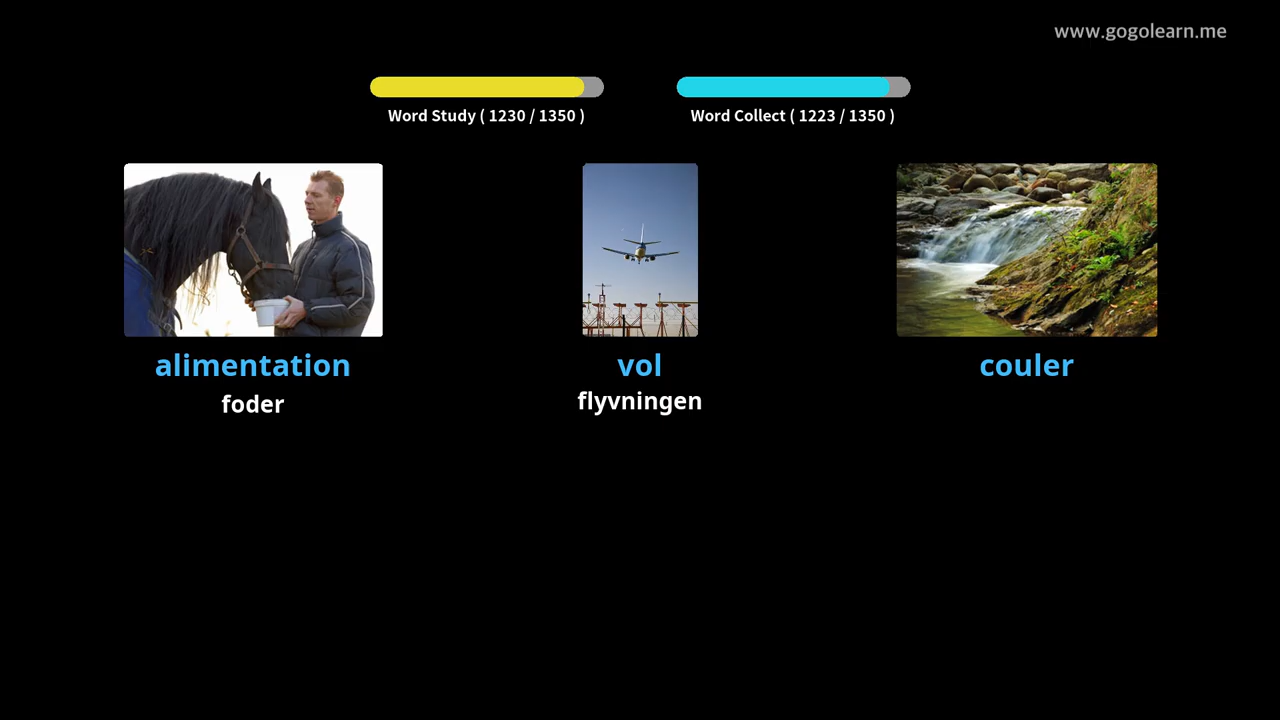 www.gogolearn.me
Word Study ( 1230 / 1350 )
Word Collect ( 1223 / 1350 )
alimentation
vol
couler
foder
flyvningen